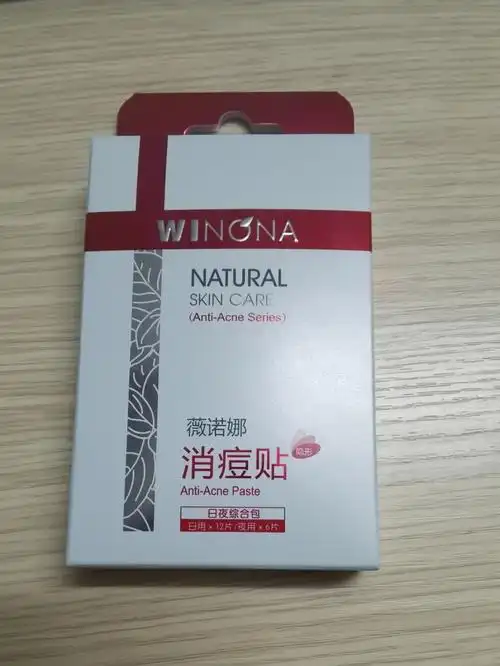 WINONA
NATURAL
SKIN CARE
(Anti-Acne Series)
薇诺娜
消痘贴
隐形
Anti-Acne Paste
日夜综合包
日用 x 12片/夜用 x 6片